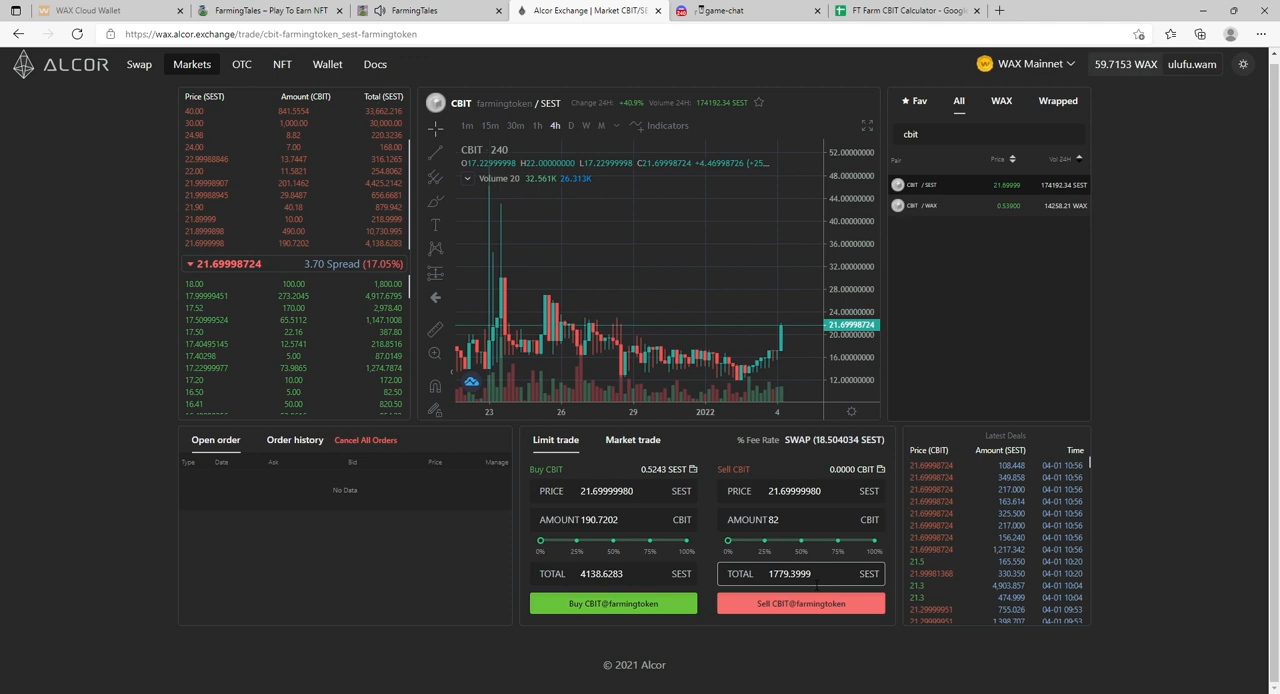 WAX Cloud Wallet
FarmingTales – Play To Earn NFT
FarmingTales
Alcor Exchange | Market CBIT/SE
game-chat
FT Farm CBIT Calculator - Google
https://wax.alcor.exchange/trade/cbit-farmingtoken_sest-farmingtoken
ALCOR Swap Markets OTC NFT Wallet Docs WAX Mainnet 59.7153 WAX ulufu.wam
Price (SEST) Amount (CBIT) Total (SEST)
40.00 841.5554 33,662.216
30.00 1,000.00 30,000.00
24.98 8.82 220.3236
24.00 7.00 168.00
22.99988846 13.7447 316.1265
22.00 11.5821 254.8062
21.99998907 201.1462 4,425.2142
21.99988945 29.8487 656.6681
21.90 40.18 879.942
21.89999 10.00 218.9999
21.8999898 490.00 10,730.995
21.6999998 190.7202 4,138.6283
21.69998724 3.70 Spread (17.05%)
18.00 100.00 1,800.00
17.99999451 273.2045 4,917.6795
17.52 170.00 2,978.40
17.50999524 65.5112 1,147.1008
17.50 22.16 387.80
17.40495145 12.5741 218.8516
17.40298 5.00 87.0149
17.22999977 73.9865 1,274.7874
17.20 10.00 172.00
16.50 5.00 82.50
16.41 50.00 820.50
CBIT farmingtoken / SEST Change 24H: +40.9% Volume 24H: 174192.34 SEST
1m 15m 30m 1h 4h D W M Indicators
CBIT 240
O17.22999998 H22.00000000 L17.22999998 C21.69998724 +4.46998726 (+25...
Volume 20 32.561K 26.313K
52.00000000
48.00000000
44.00000000
40.00000000
36.00000000
32.00000000
28.00000000
24.00000000
21.69998724
20.00000000
16.00000000
12.00000000
23 26 29 2022 4
Fav All WAX Wrapped
cbit
Pair Price Vol 24H
CBIT / SEST 21.69999 174192.34 SEST
CBIT / WAX 0.53900 14258.21 WAX
Open order Order history Cancel All Orders
Type Date Ask Bid Price Manage
No Data
Limit trade Market trade % Fee Rate SWAP (18.504034 SEST)
Buy CBIT 0.5243 SEST
PRICE 21.69999980 SEST
AMOUNT 190.7202 CBIT
0% 25% 50% 75% 100%
TOTAL 4138.6283 SEST
Buy CBIT@farmingtoken
Sell CBIT 0.0000 CBIT
PRICE 21.69999980 SEST
AMOUNT 82 CBIT
0% 25% 50% 75% 100%
TOTAL 1779.3999 SEST
Sell CBIT@farmingtoken
Latest Deals
Price (CBIT) Amount (SEST) Time
21.69998724 108.448 04-01 10:56
21.69998724 349.858 04-01 10:56
21.69998724 217.000 04-01 10:56
21.69998724 163.614 04-01 10:56
21.69998724 325.500 04-01 10:56
21.69998724 217.000 04-01 10:56
21.69998724 156.240 04-01 10:56
21.69998724 1,217.342 04-01 10:56
21.5 165.550 04-01 10:20
21.69981368 330.350 04-01 10:20
21.3 4,903.857 04-01 10:04
21.3 474.999 04-01 10:04
21.29999951 755.026 04-01 09:53
21.29999951 1,398.707 04-01 09:53
© 2021 Alcor